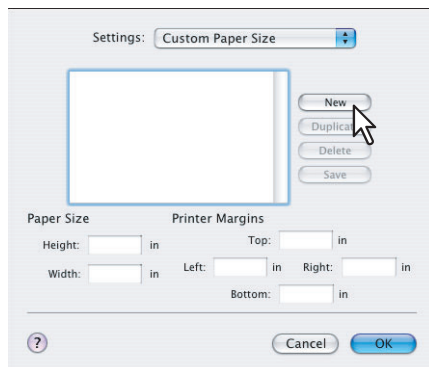 Settings: Custom Paper Size
New
Duplicat
Delete
Save
Paper Size Printer Margins
Height: in Top: in
Width: in Left: in Right: in
Bottom: in
? Cancel OK